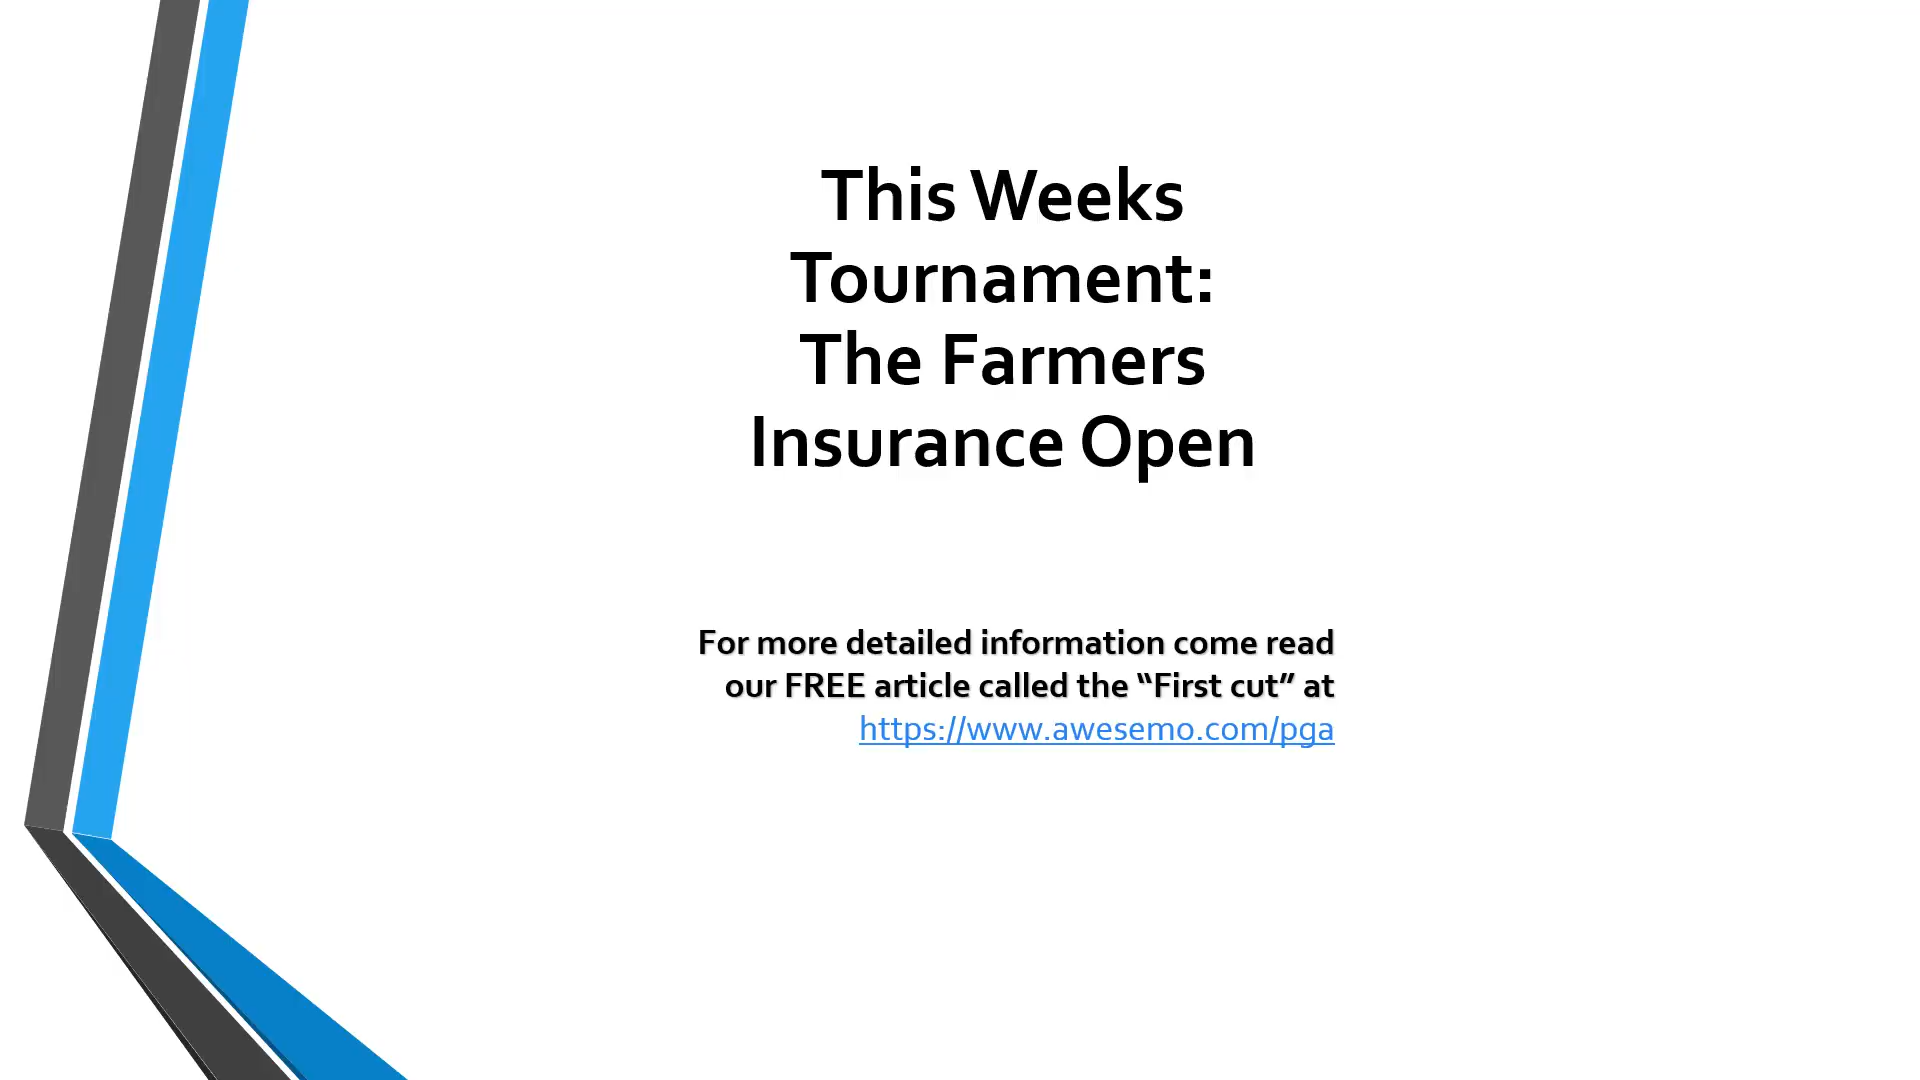 This Weeks
Tournament:
The Farmers
Insurance Open
For more detailed information come read
our FREE article called the “First cut” at
https://www.awesemo.com/pga